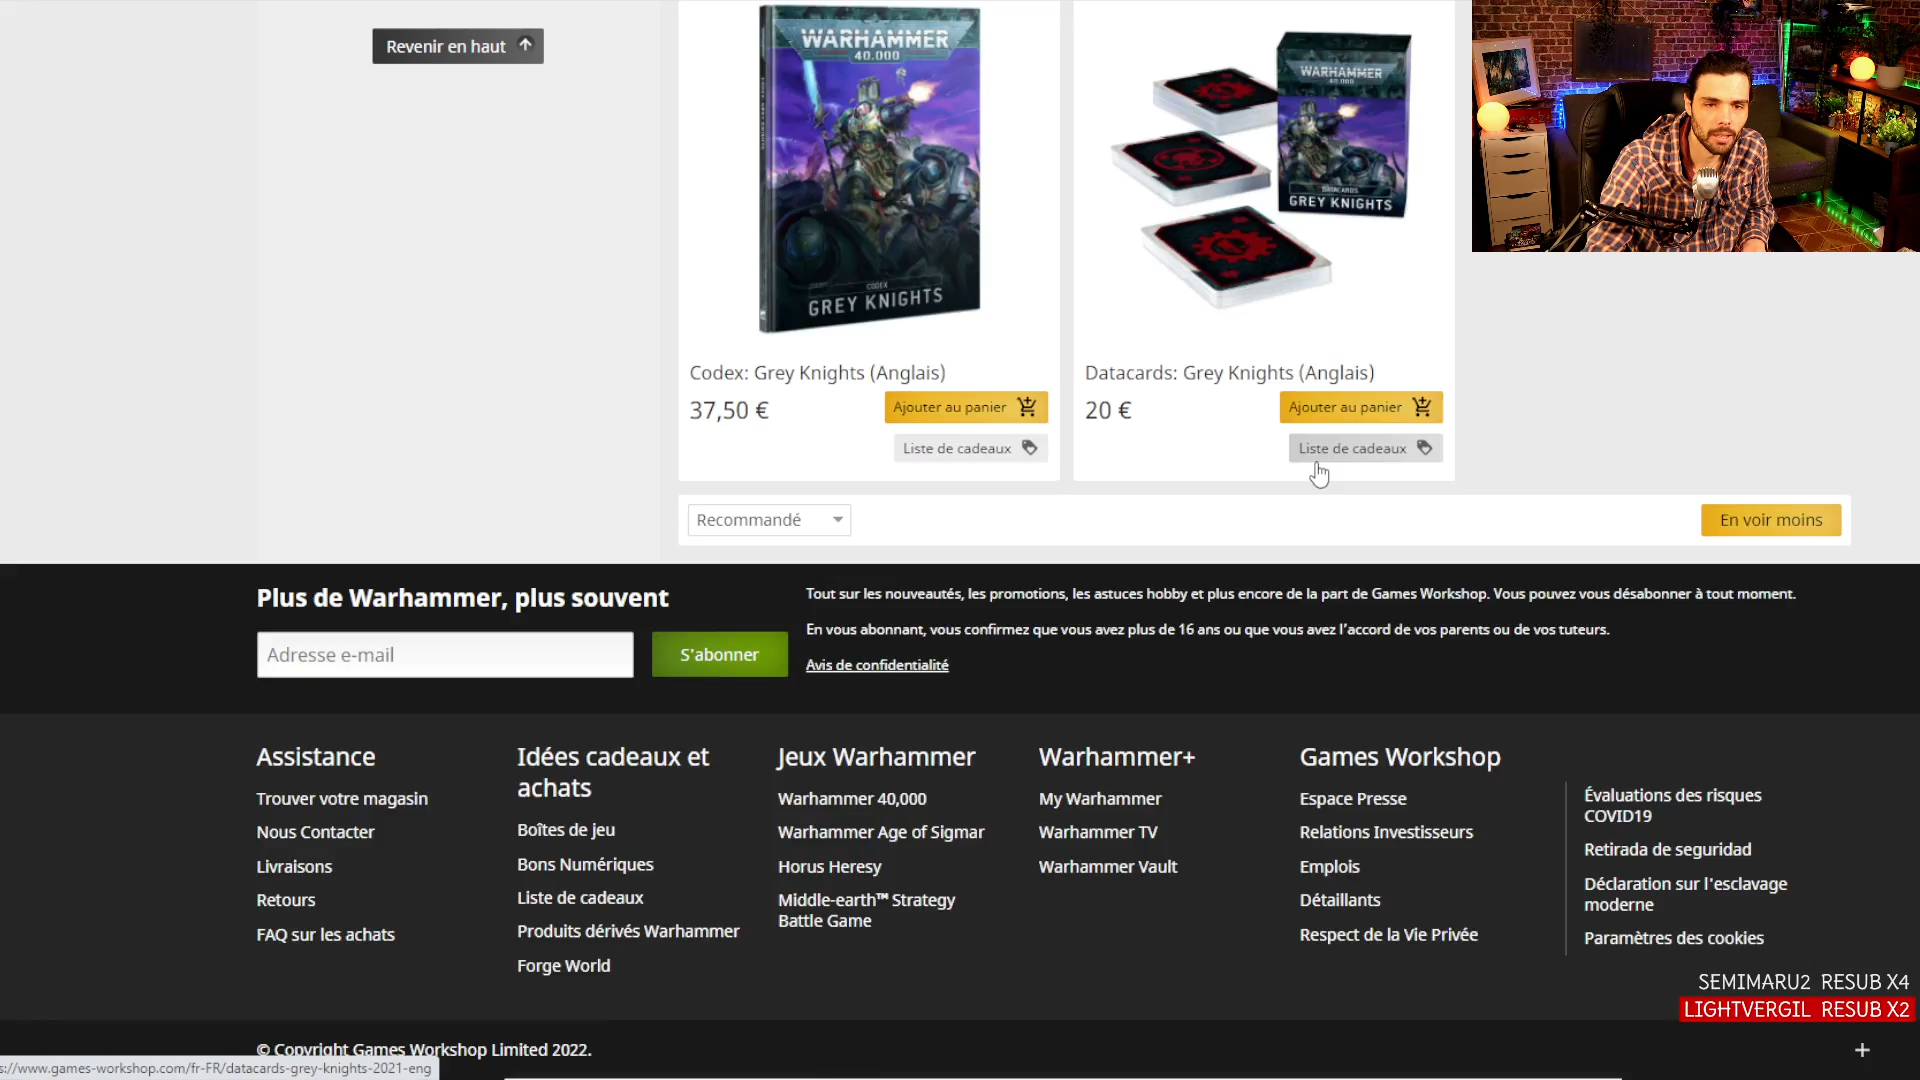 Revenir en haut
WARHAMMER
40,000
CODEX
GREY KNIGHTS
WARHAMMER
40,000
DATACARDS
GREY KNIGHTS
Codex: Grey Knights (Anglais)
37,50 €
Ajouter au panier
Liste de cadeaux
Datacards: Grey Knights (Anglais)
20 €
Ajouter au panier
Liste de cadeaux
Recommandé
En voir moins
Plus de Warhammer, plus souvent
Adresse e-mail
S'abonner
Tout sur les nouveautés, les promotions, les astuces hobby et plus encore de la part de Games Workshop. Vous pouvez vous désabonner à tout moment.
En vous abonnant, vous confirmez que vous avez plus de 16 ans ou que vous avez l'accord de vos parents ou de vos tuteurs.
Avis de confidentialité
Assistance
Trouver votre magasin
Nous Contacter
Livraisons
Retours
FAQ sur les achats
Idées cadeaux et
achats
Boîtes de jeu
Bons Numériques
Liste de cadeaux
Produits dérivés Warhammer
Forge World
Jeux Warhammer
Warhammer 40,000
Warhammer Age of Sigmar
Horus Heresy
Middle-earth™ Strategy
Battle Game
Warhammer+
My Warhammer
Warhammer TV
Warhammer Vault
Games Workshop
Espace Presse
Relations Investisseurs
Emplois
Détaillants
Respect de la Vie Privée
Évaluations des risques
COVID19
Retirada de seguridad
Déclaration sur l'esclavage
moderne
Paramètres des cookies
SEMIMARU2 RESUB X4
LIGHTVERGIL RESUB X2
© Copyright Games Workshop Limited 2022.
s://www.games-workshop.com/fr-FR/datacards-grey-knights-2021-eng